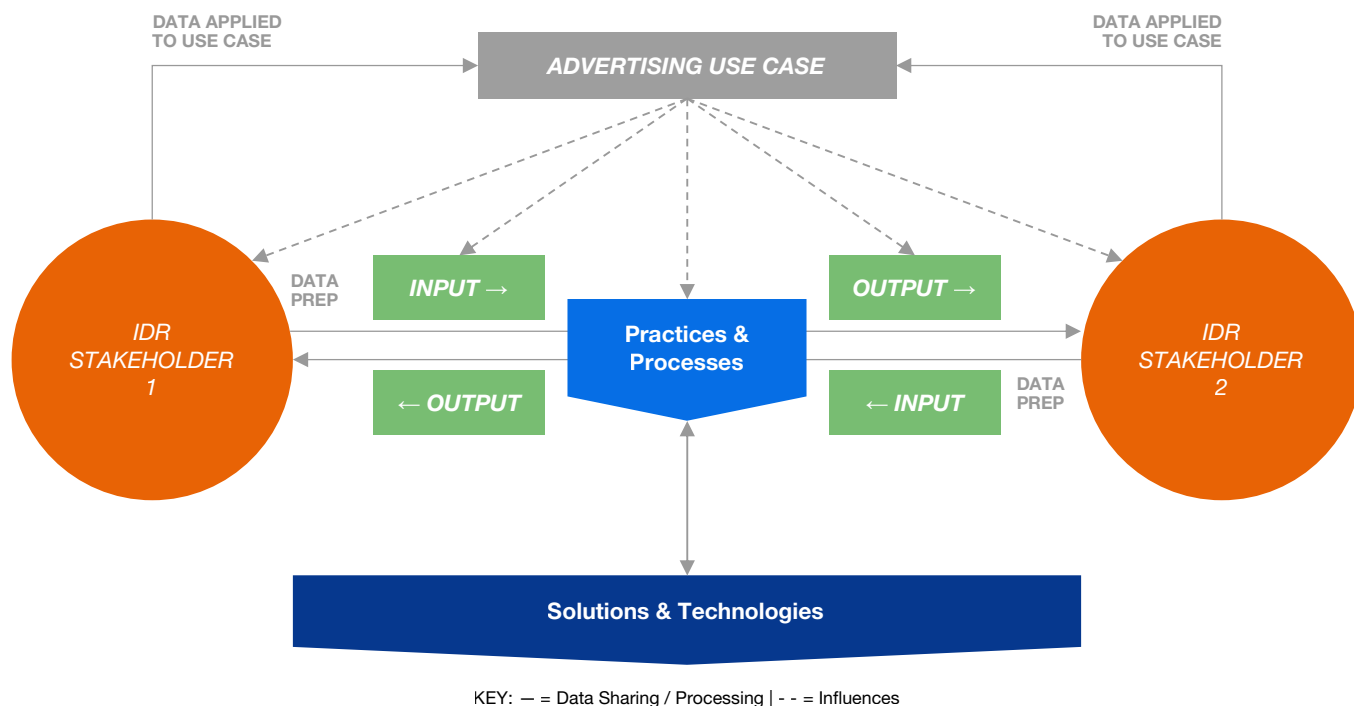 DATA APPLIED
TO USE CASE
DATA APPLIED
TO USE CASE
ADVERTISING USE CASE
DATA
PREP
INPUT →
OUTPUT →
IDR
STAKEHOLDER
1
Practices &
Processes
IDR
STAKEHOLDER
2
← OUTPUT
← INPUT
DATA
PREP
Solutions & Technologies
KEY: — = Data Sharing / Processing | - - = Influences